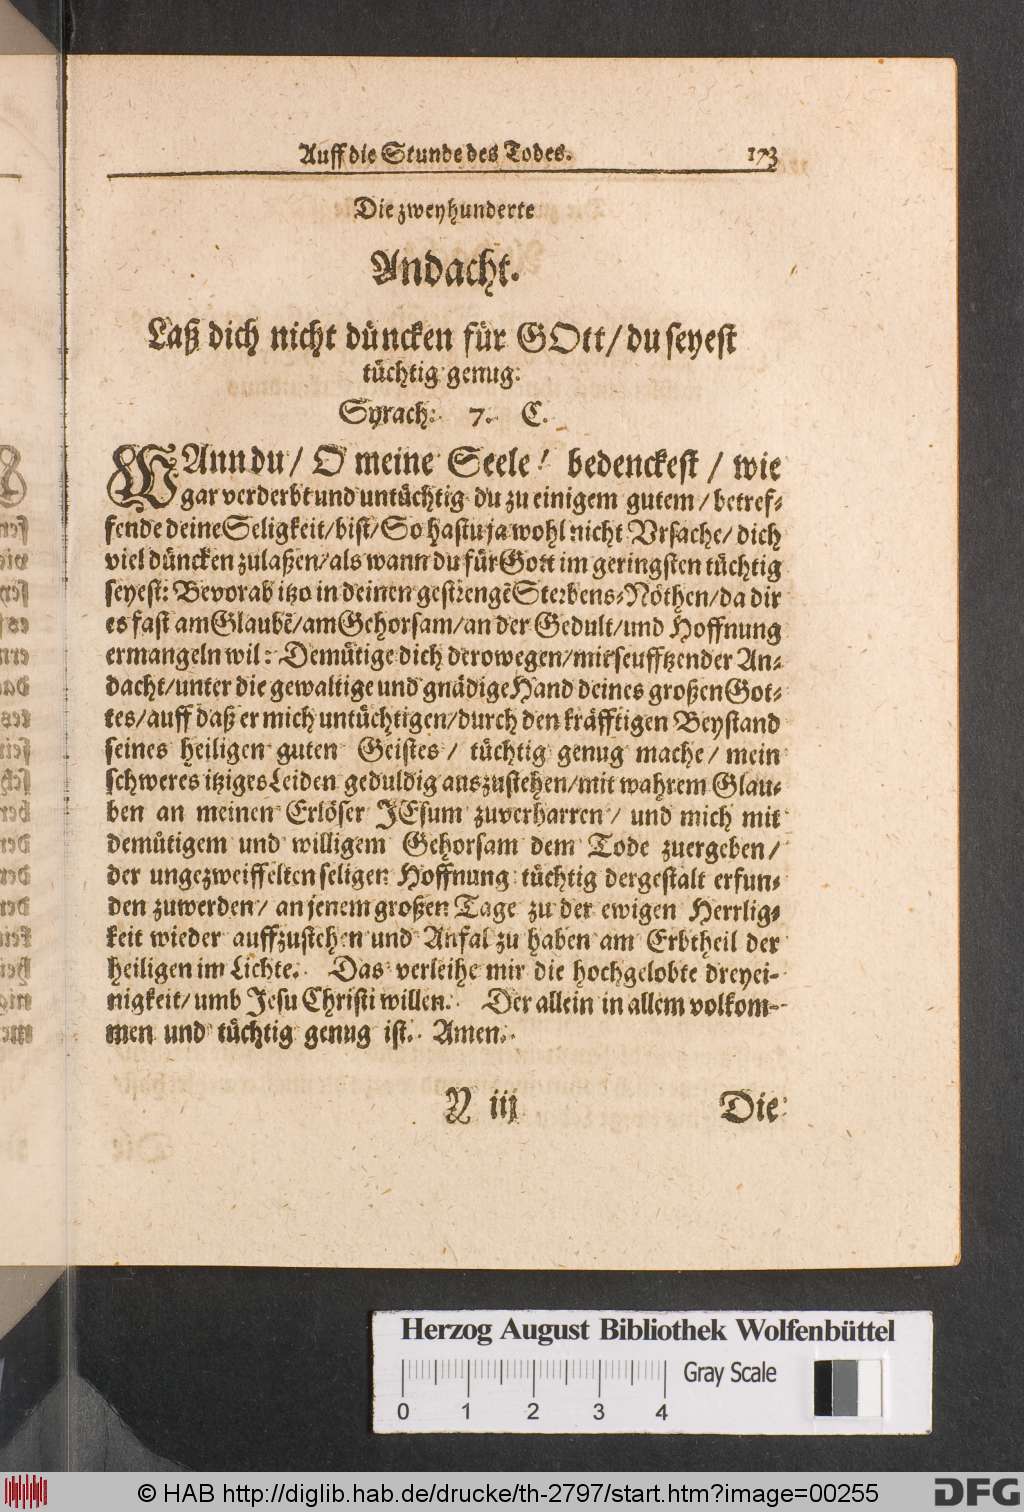 Auff die Stunde des Todes. 173
Die zweyhunderte
Andacht.
Laß dich nicht düncken für GOtt/ du seyest
tüchtig genug.
Syrach: 7. C.
WAnn du/ O meine Seele! bedenckest / wie
gar verderbt und untüchtig du zu einigem gutem/ betref-
fende deine Seligkeit/bist/ So hastu ja wohl nicht Vrsache/ dich
viel düncken zulaßen/als wann du für Gott im geringsten tüchtig
seyest: Bevorab itzo in deinen gestrengẽ Sterbens-Nöthen/da dir
es fast am Glaubẽ/am Gehorsam/an der Gedult/und Hoffnung
ermangeln wil: Demütige dich derowegen/mit seufftzender An-
dacht/unter die gewaltige und gnädige Hand deines großen Got-
tes/auff daß er mich untüchtigen/durch den kräfftigen Beystand
seines heiligen guten Geistes/ tüchtig genug mache/ mein
schweres itziges Leiden geduldig auszustehen/mit wahrem Glau-
ben an meinen Erlöser JEsum zuverharren/ und mich mit
demütigem und willigem Gehorsam dem Tode zuergeben/
der ungezweiffelten seligen Hoffnung tüchtig dergestalt erfun-
den zuwerden/ an jenem großen Tage zu der ewigen Herrlig-
keit wieder auffzustehen und Anfal zu haben am Erbtheil der
heiligen im Lichte. Das verleihe mir die hochgelobte dreyei-
nigkeit/ umb Jesu Christi willen. Der allein in allem volkom-
men und tüchtig genug ist. Amen.
Y iij Die
Herzog August Bibliothek Wolfenbüttel
Gray Scale
0 1 2 3 4
© HAB http://diglib.hab.de/drucke/th-2797/start.htm?image=00255
DFG